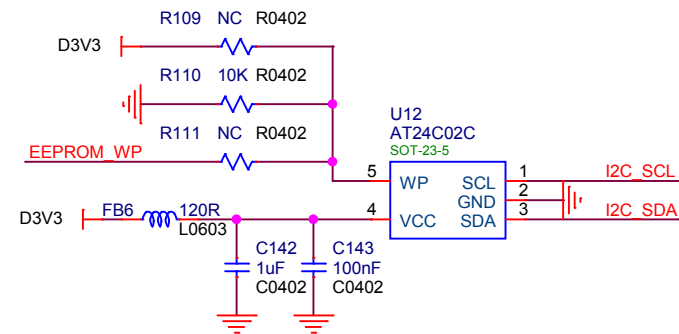 R109 NC R0402
D3V3
R110 10K R0402
R111 NC R0402
EEPROM_WP
U12
AT24C02C
SOT-23-5
5 WP SCL 1 I2C_SCL
GND 2
4 VCC SDA 3 I2C_SDA
D3V3 FB6 120R
L0603
C142 C143
1uF 100nF
C0402 C0402